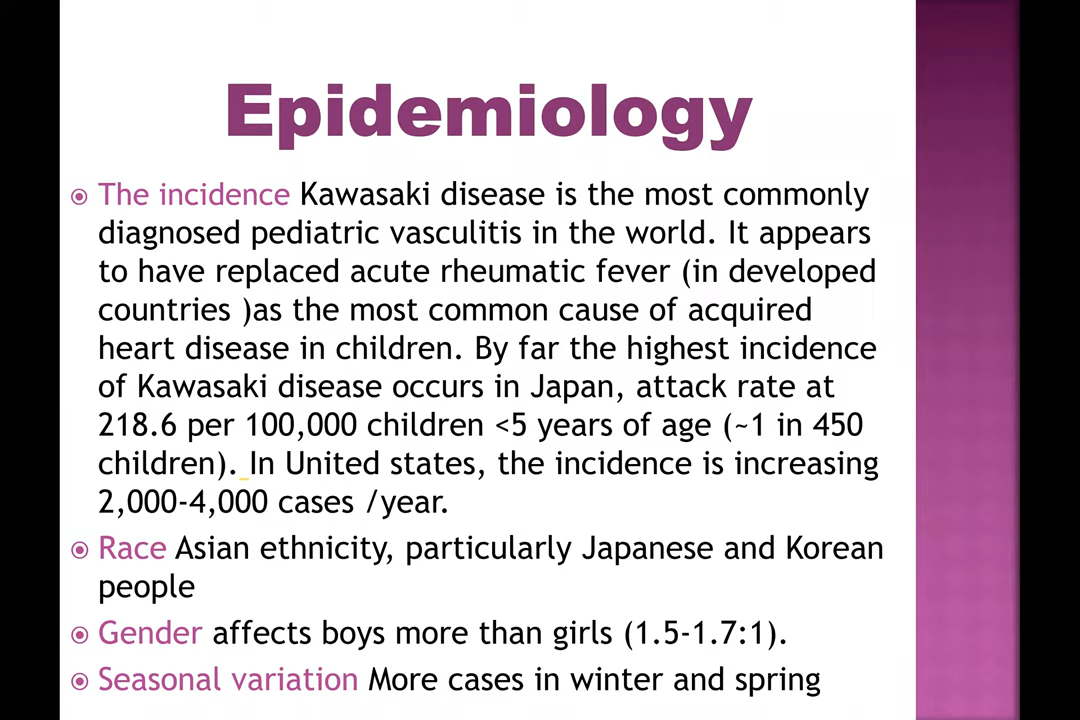 Epidemiology
The incidence Kawasaki disease is the most commonly
diagnosed pediatric vasculitis in the world. It appears
to have replaced acute rheumatic fever (in developed
countries )as the most common cause of acquired
heart disease in children. By far the highest incidence
of Kawasaki disease occurs in Japan, attack rate at
218.6 per 100,000 children <5 years of age (~1 in 450
children). In United states, the incidence is increasing
2,000-4,000 cases /year.
Race Asian ethnicity, particularly Japanese and Korean
people
Gender affects boys more than girls (1.5-1.7:1).
Seasonal variation More cases in winter and spring